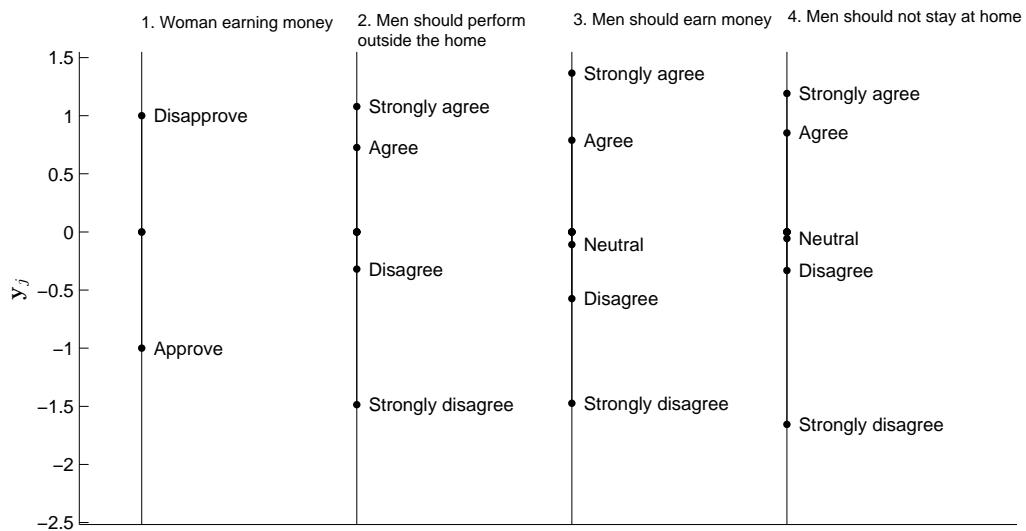 1. Woman earning money
2. Men should perform
outside the home
3. Men should earn money
4. Men should not stay at home
1.5
1
0.5
0
−0.5
−1
−1.5
−2
−2.5
y_j
Disapprove
Approve
Strongly agree
Agree
Disagree
Strongly disagree
Strongly agree
Agree
Neutral
Disagree
Strongly disagree
Strongly agree
Agree
Neutral
Disagree
Strongly disagree